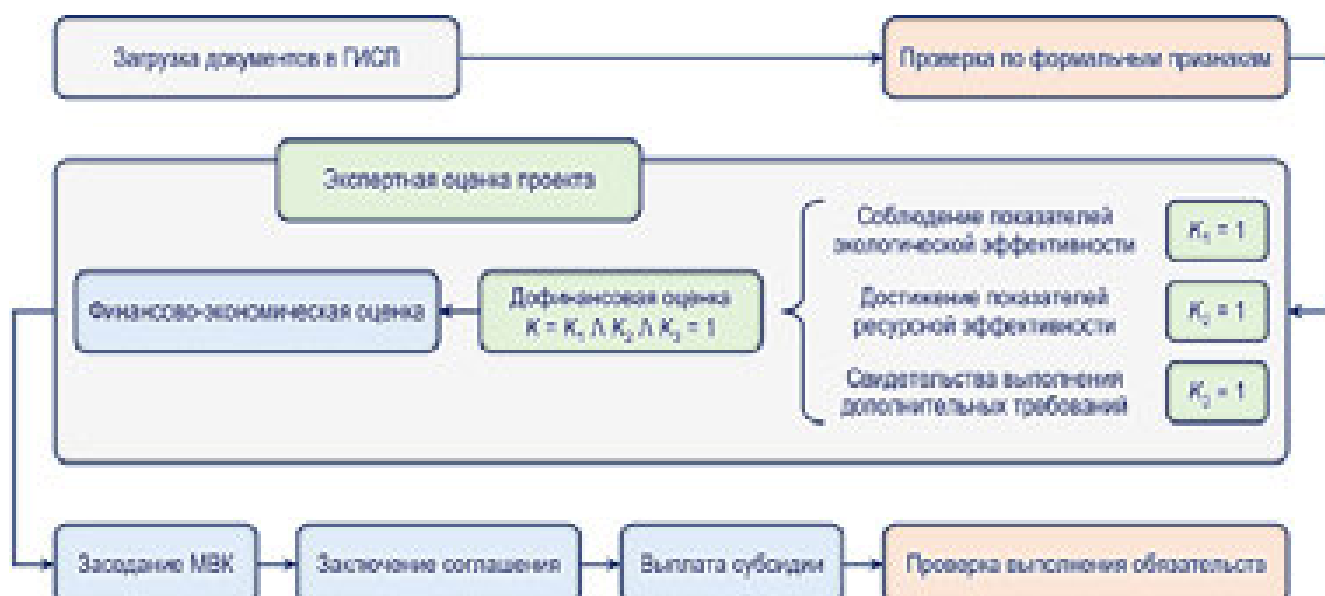 Загрузка документов в ГИСП
Проверка по формальным признакам
Экспертная оценка проекта
Соблюдение показателей
экологической эффективности
K₁ = 1
Финансово-экономическая оценка
Дофинансовая оценка
K = K₁ Λ K₂ Λ K₃ = 1
Достижение показателей
ресурсной эффективности
K₂ = 1
Свидетельства выполнения
дополнительных требований
K₃ = 1
Заседание МВК
Заключение соглашения
Выплата субсидии
Проверка выполнения обязательств